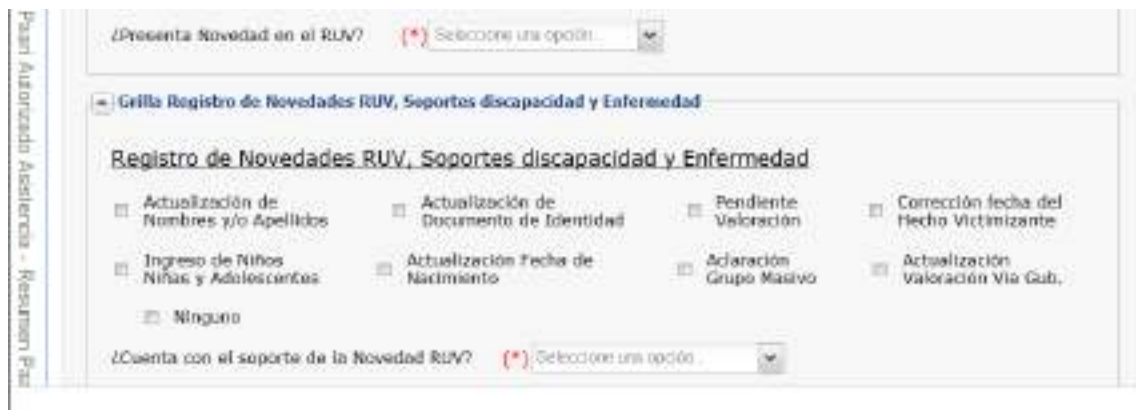 ¿Presenta Novedad en el RUV? (*) Seleccione una opción...
Grilla Registro de Novedades RUV, Soportes discapacidad y Enfermedad
Registro de Novedades RUV, Soportes discapacidad y Enfermedad
Actualización de Nombres y/o Apellidos
Actualización de Documento de Identidad
Pendiente Valoración
Corrección fecha del Hecho Victimizante
Ingreso de Niños Niñas y Adolescentes
Actualización Fecha de Nacimiento
Aclaración Grupo Masivo
Actualización Valoración Via Gub.
Ninguno
¿Cuenta con el soporte de la Novedad RUV? (*) Seleccione una opción...
Paari Autorizado Asistencia - Resumen Paa